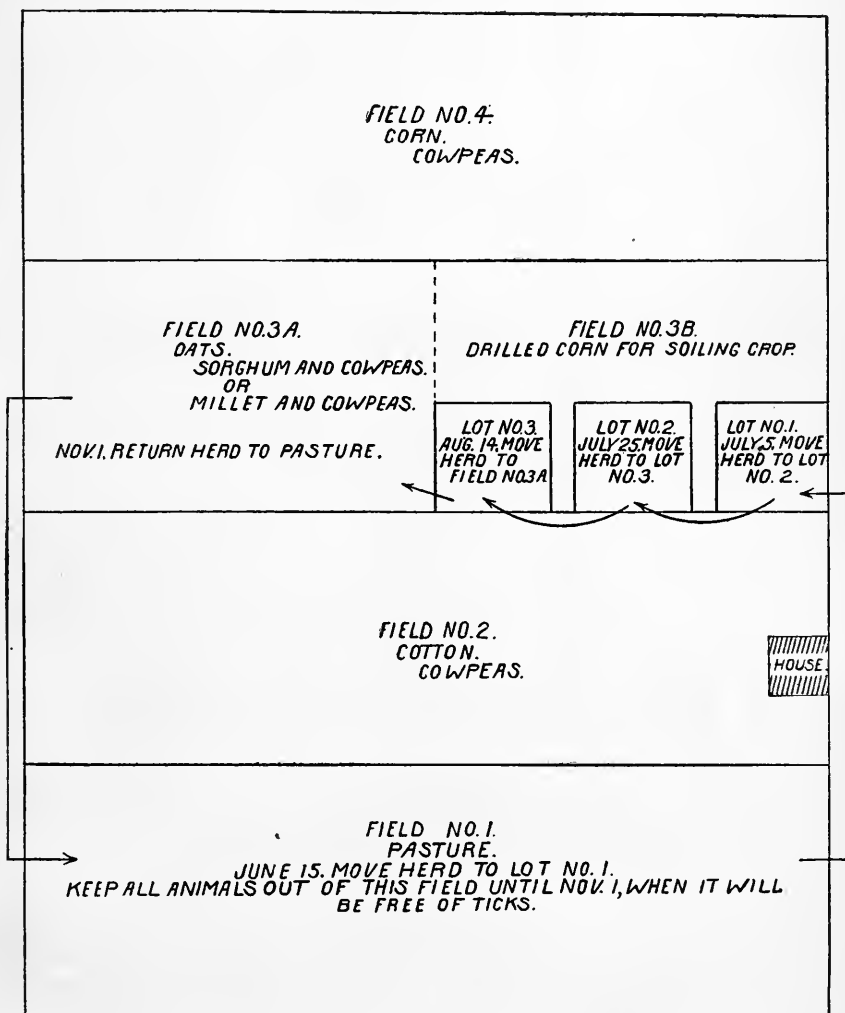 FIELD NO. 4.
CORN.
COWPEAS.
FIELD NO. 3A.
OATS.
SORGHUM AND COWPEAS.
OR
MILLET AND COWPEAS.
NOV. 1. RETURN HERD TO PASTURE.
FIELD NO. 3B.
DRILLED CORN FOR SOILING CROP.
LOT NO. 3.
AUG. 14. MOVE
HERD TO
FIELD NO. 3A
LOT NO. 2.
JULY 25. MOVE
HERD TO LOT
NO. 3.
LOT NO. 1.
JULY 5. MOVE
HERD TO LOT
NO. 2.
FIELD NO. 2.
COTTON.
COWPEAS.
HOUSE.
FIELD NO. 1.
PASTURE.
JUNE 15. MOVE HERD TO LOT NO. 1.
KEEP ALL ANIMALS OUT OF THIS FIELD UNTIL NOV. 1, WHEN IT WILL
BE FREE OF TICKS.